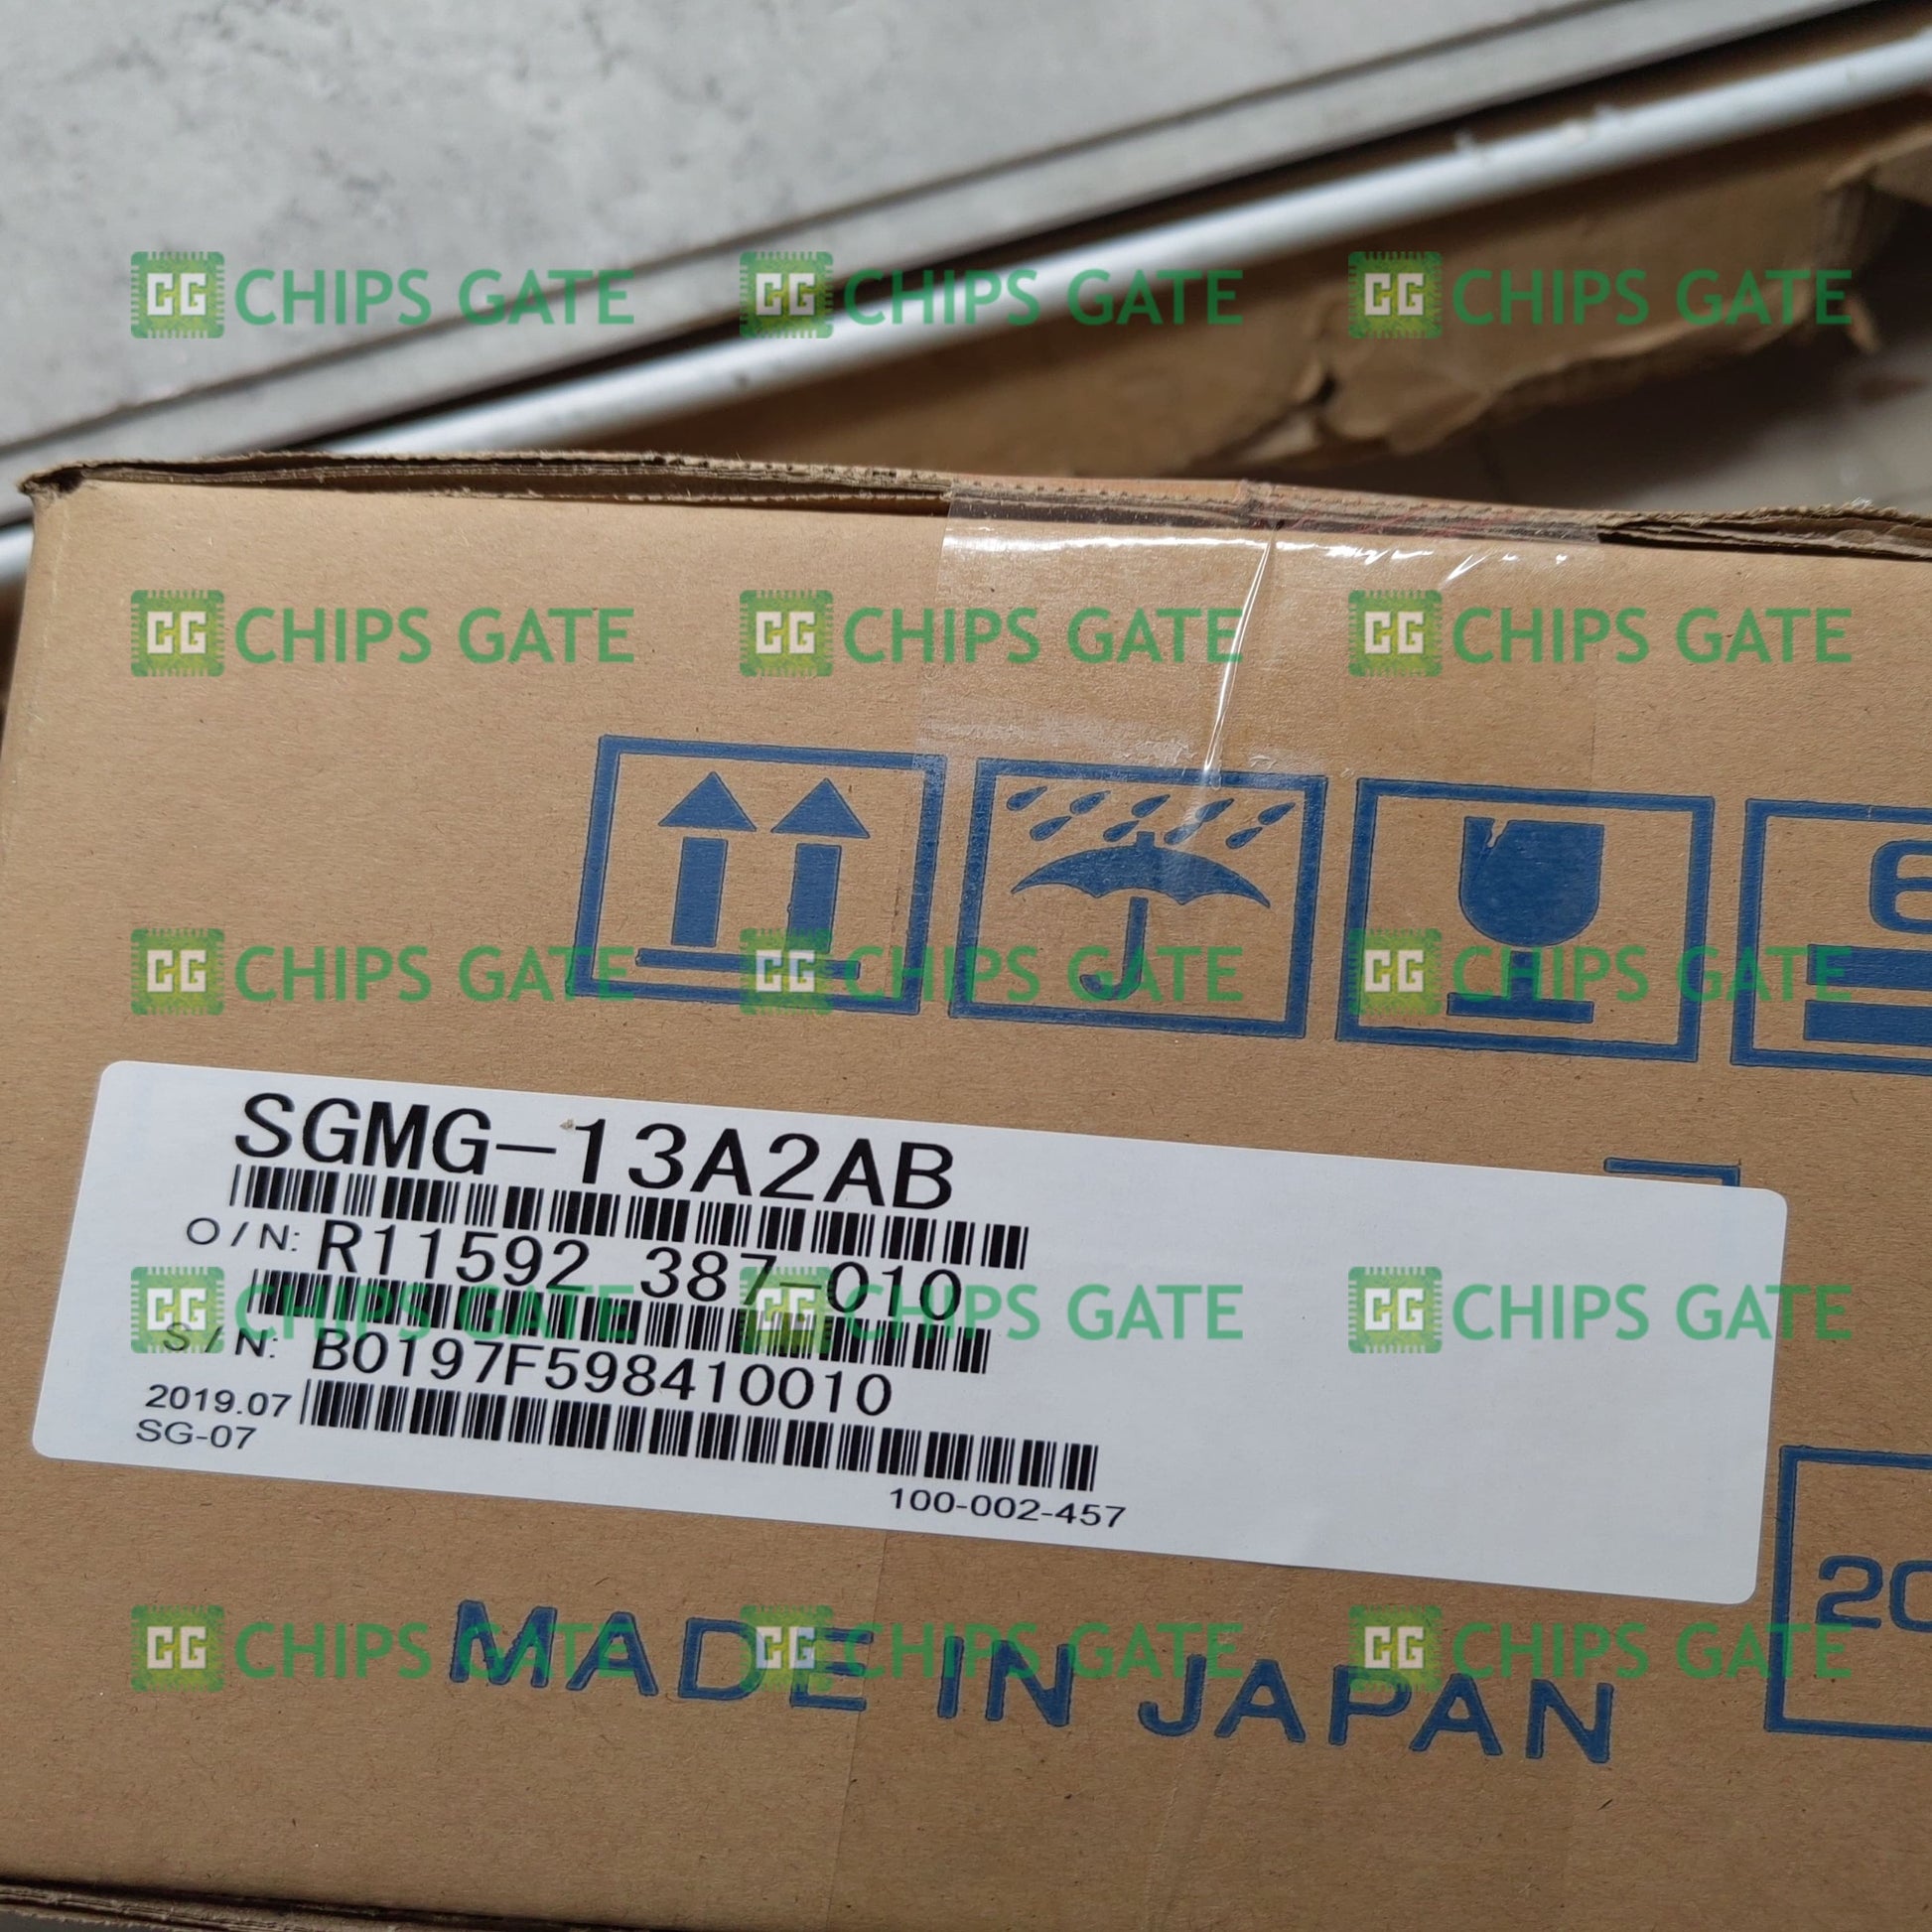 CG CHIPS GATE CG CHIPS GATE CG CHIPS GATE
CG CHIPS GATE CG CHIPS GATE CG CHIPS GATE
6
CG CHIPS GATE CG CHIPS GATE CG CHIPS GATE
SGMG-13A2AB
O/N: R11592 387-010
CG CHIPS GATE CG CHIPS GATE CG CHIPS GATE
S/N: B0197F598410010
2019.07
SG-07
100-002-457
20
CG CHIPS GATE CG CHIPS GATE CG CHIPS GATE
MADE IN JAPAN